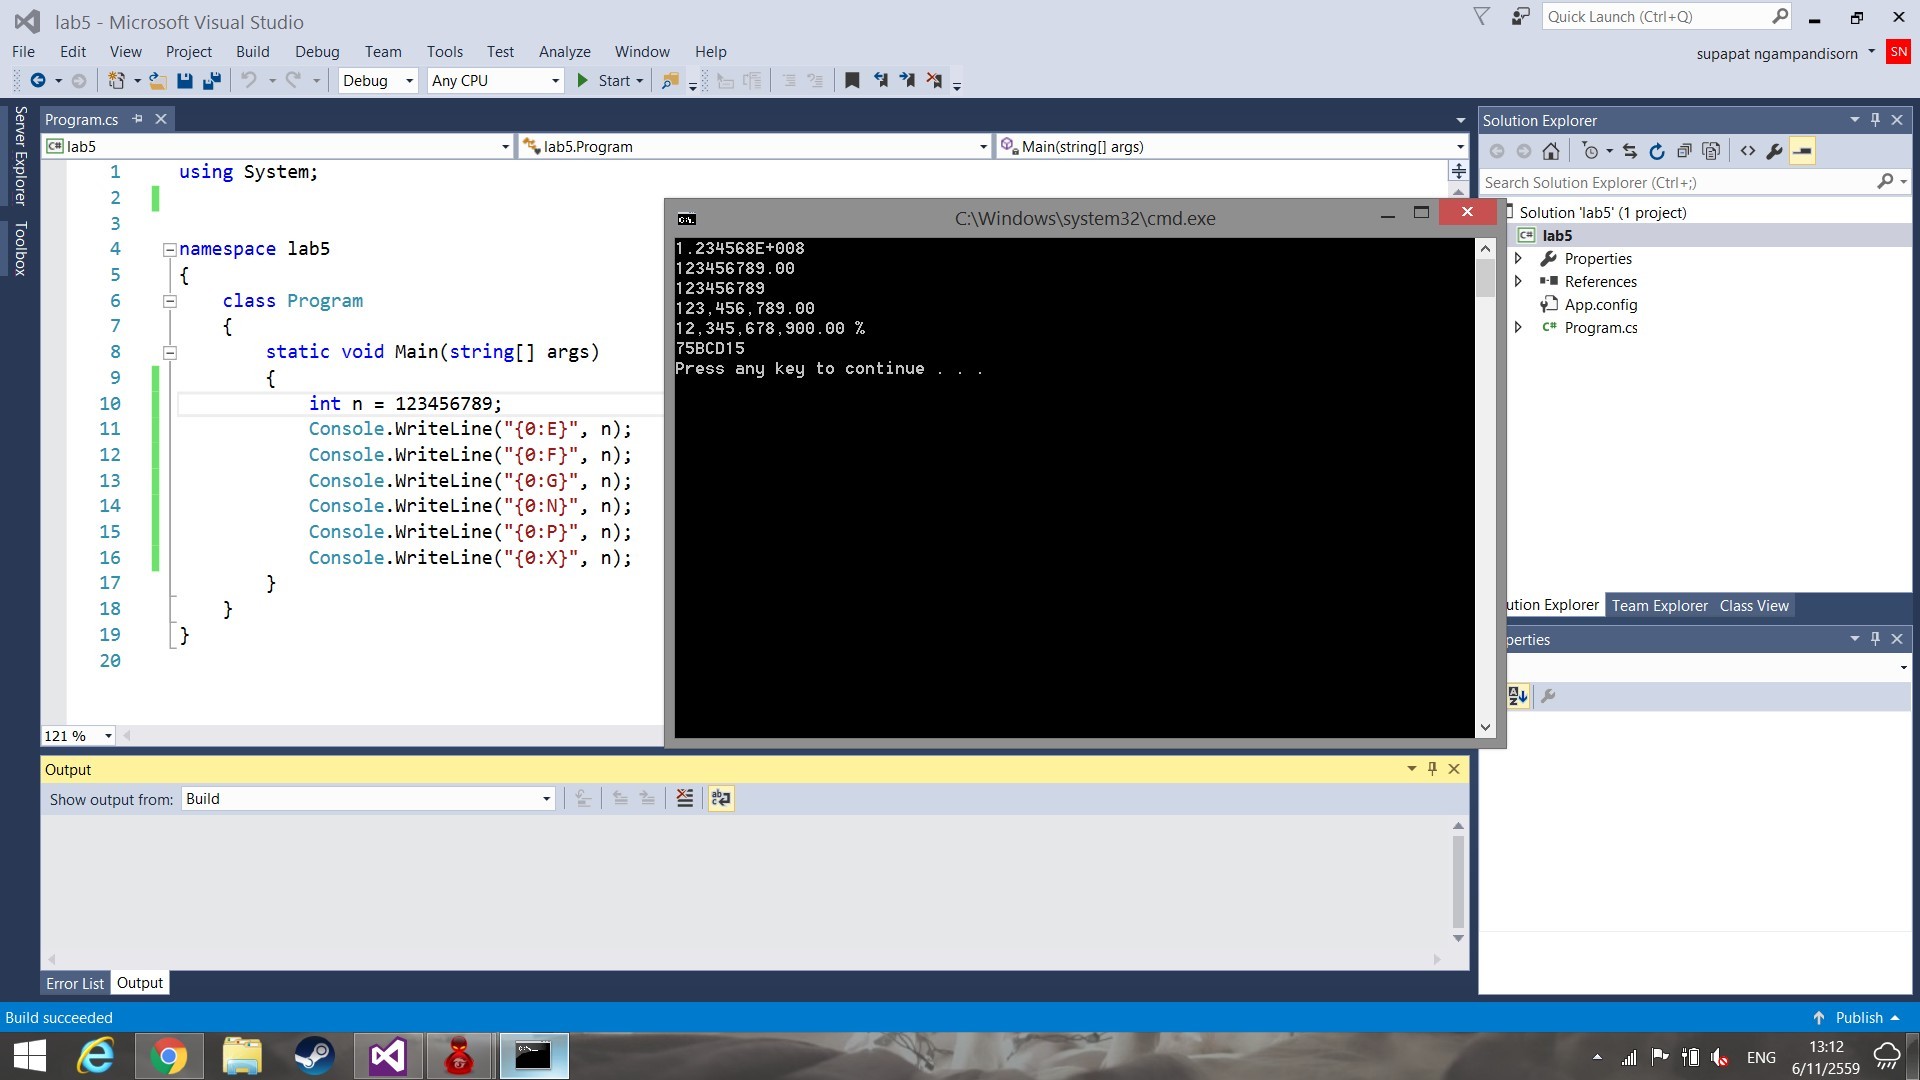 lab5 - Microsoft Visual Studio
Quick Launch (Ctrl+Q)
File Edit View Project Build Debug Team Tools Test Analyze Window Help
supapat ngampandisorn SN
Debug Any CPU Start
Server Explorer
Toolbox
Program.cs
C# lab5 lab5.Program Main(string[] args)
1 using System;
2
3
4 namespace lab5
5 {
6 class Program
7 {
8 static void Main(string[] args)
9 {
10 int n = 123456789;
11 Console.WriteLine("{0:E}", n);
12 Console.WriteLine("{0:F}", n);
13 Console.WriteLine("{0:G}", n);
14 Console.WriteLine("{0:N}", n);
15 Console.WriteLine("{0:P}", n);
16 Console.WriteLine("{0:X}", n);
17 }
18 }
19 }
20
121 %
C:\Windows\system32\cmd.exe
1.234568E+008
123456789.00
123456789
123,456,789.00
12,345,678,900.00 %
75BCD15
Press any key to continue . . .
Solution Explorer
Search Solution Explorer (Ctrl+;)
Solution 'lab5' (1 project)
C# lab5
Properties
References
App.config
C# Program.cs
ution Explorer Team Explorer Class View
perties
Output
Show output from: Build
Error List Output
Build succeeded
Publish
ENG
13:12
6/11/2559